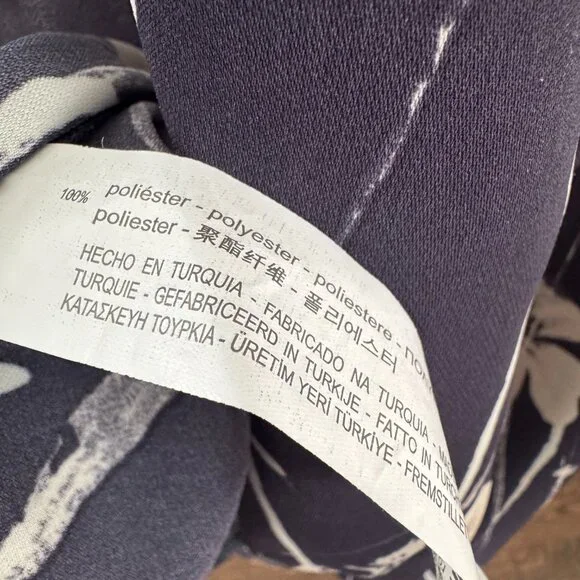 100% poliéster - polyester - poliestere -
poliester - 聚酯纤维 - 폴리에스터
HECHO EN TURQUIA - FABRICADO NA TURQUIA -
TURQUIE - GEFABRICEERD IN TURKIJE - FATTO IN
ΚΑΤΑΣΚΕΥΗ ΤΟΥΡΚΙΑ - ÜRETİM YERİ TÜRKİYE -